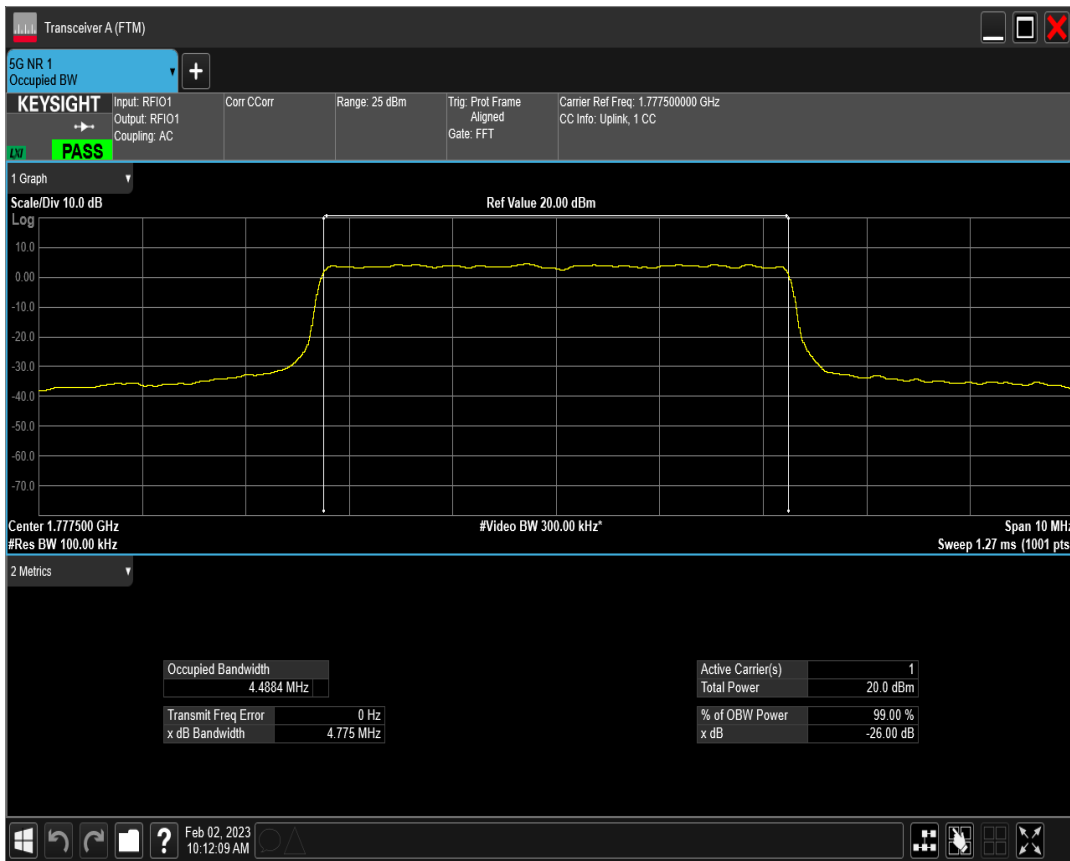 Transceiver A (FTM)
5G NR 1
Occupied BW
+
KEYSIGHT
LXI
PASS
Input: RFIO1
Output: RFIO1
Coupling: AC
Corr CCorr
Range: 25 dBm
Trig: Prot Frame
Aligned
Gate: FFT
Carrier Ref Freq: 1.777500000 GHz
CC Info: Uplink, 1 CC
1 Graph
Scale/Div 10.0 dB
Ref Value 20.00 dBm
Log
10.0
0.00
-10.0
-20.0
-30.0
-40.0
-50.0
-60.0
-70.0
Center 1.777500 GHz
#Video BW 300.00 kHz*
Span 10 MHz
#Res BW 100.00 kHz
Sweep 1.27 ms (1001 pts
2 Metrics
Occupied Bandwidth
4.4884 MHz
Transmit Freq Error 0 Hz
x dB Bandwidth 4.775 MHz
Active Carrier(s) 1
Total Power 20.0 dBm
% of OBW Power 99.00 %
x dB -26.00 dB
?
Feb 02, 2023
10:12:09 AM